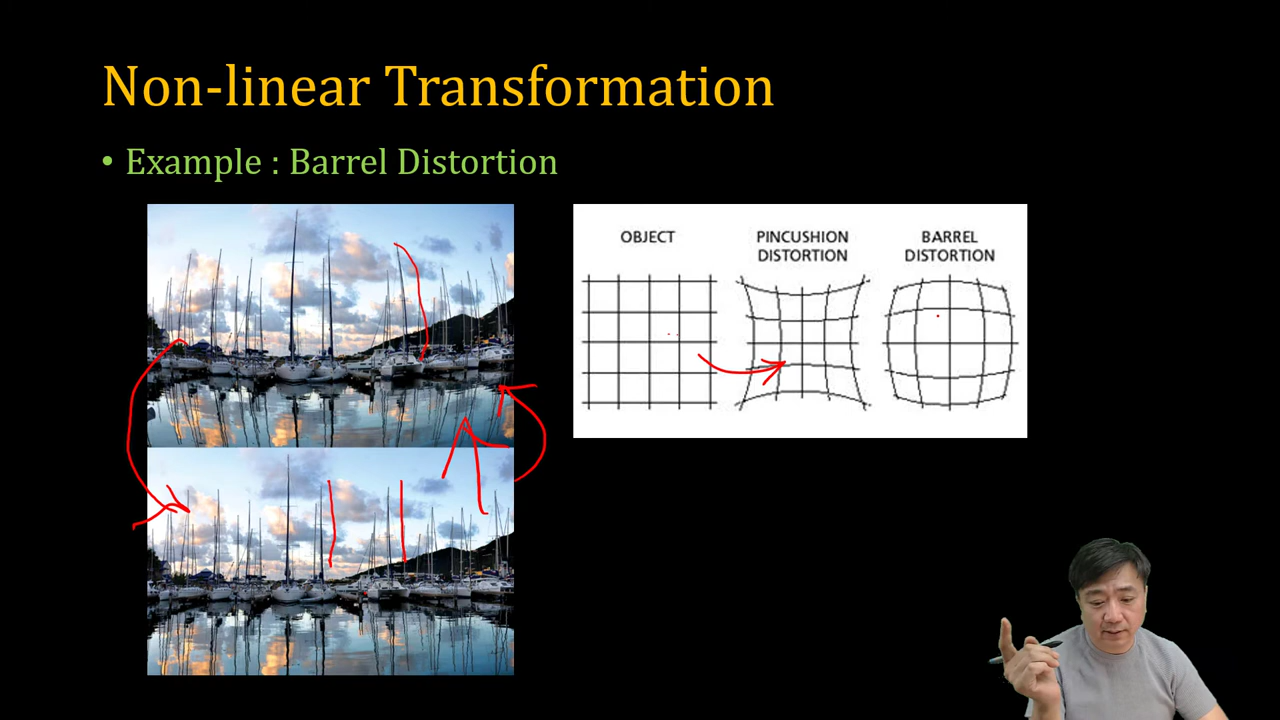 Non-linear Transformation
• Example : Barrel Distortion
OBJECT
PINCUSHION
DISTORTION
BARREL
DISTORTION